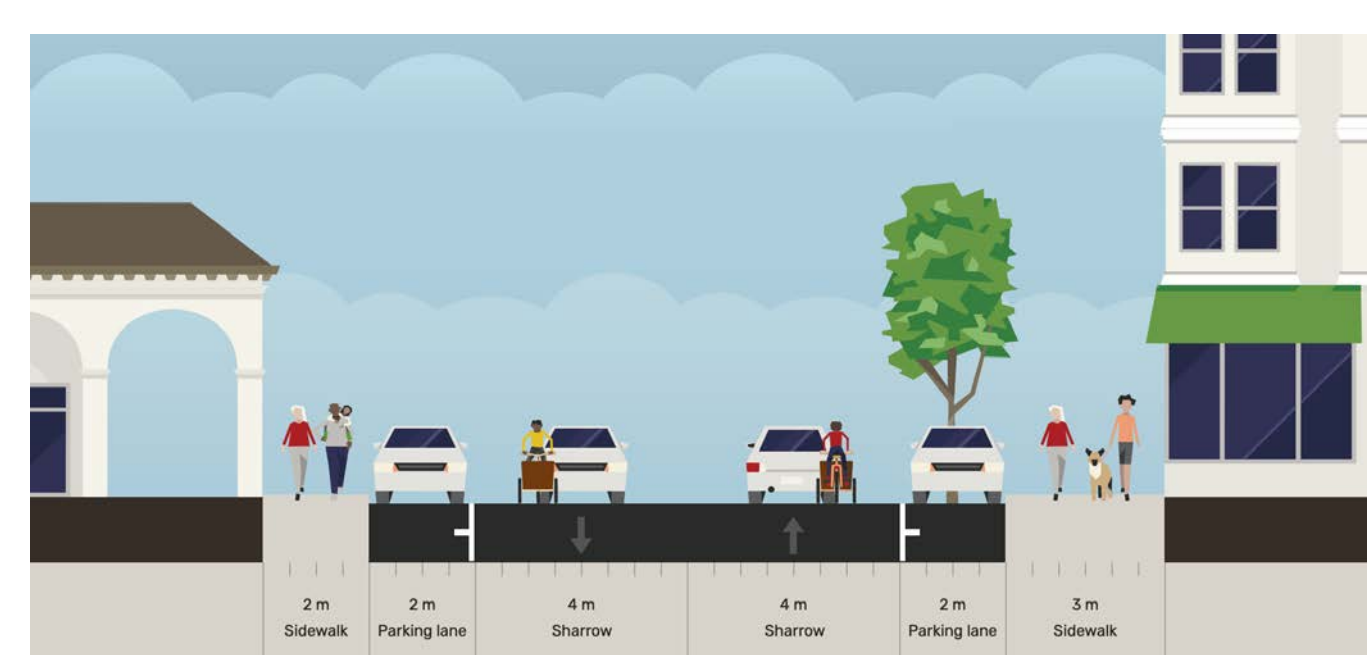 2 m
Sidewalk
2 m
Parking lane
4 m
Sharrow
4 m
Sharrow
2 m
Parking lane
3 m
Sidewalk